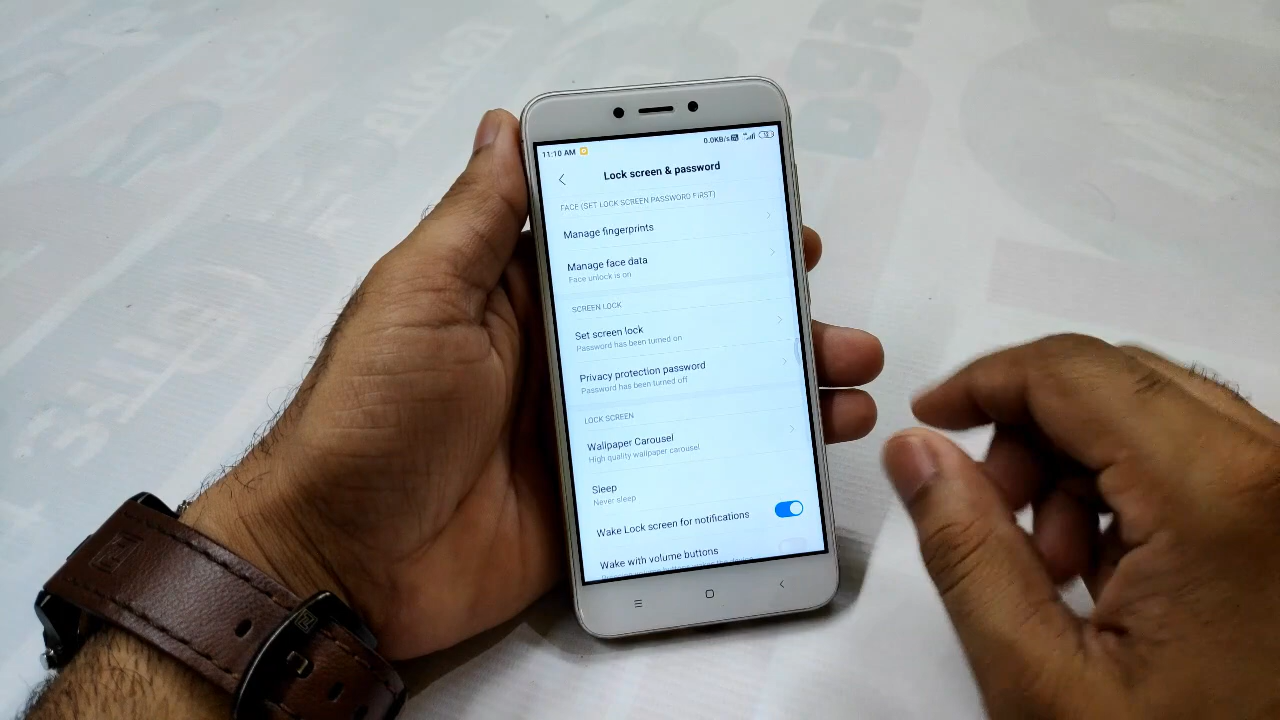 11:10 AM
0.0KB/s
Lock screen & password
FACE (SET LOCK SCREEN PASSWORD FIRST)
Manage fingerprints
Manage face data
Face unlock is on
SCREEN LOCK
Set screen lock
Password has been turned on
Privacy protection password
Password has been turned off
LOCK SCREEN
Wallpaper Carousel
High quality wallpaper carousel
Sleep
Never sleep
Wake Lock screen for notifications
Wake with volume buttons